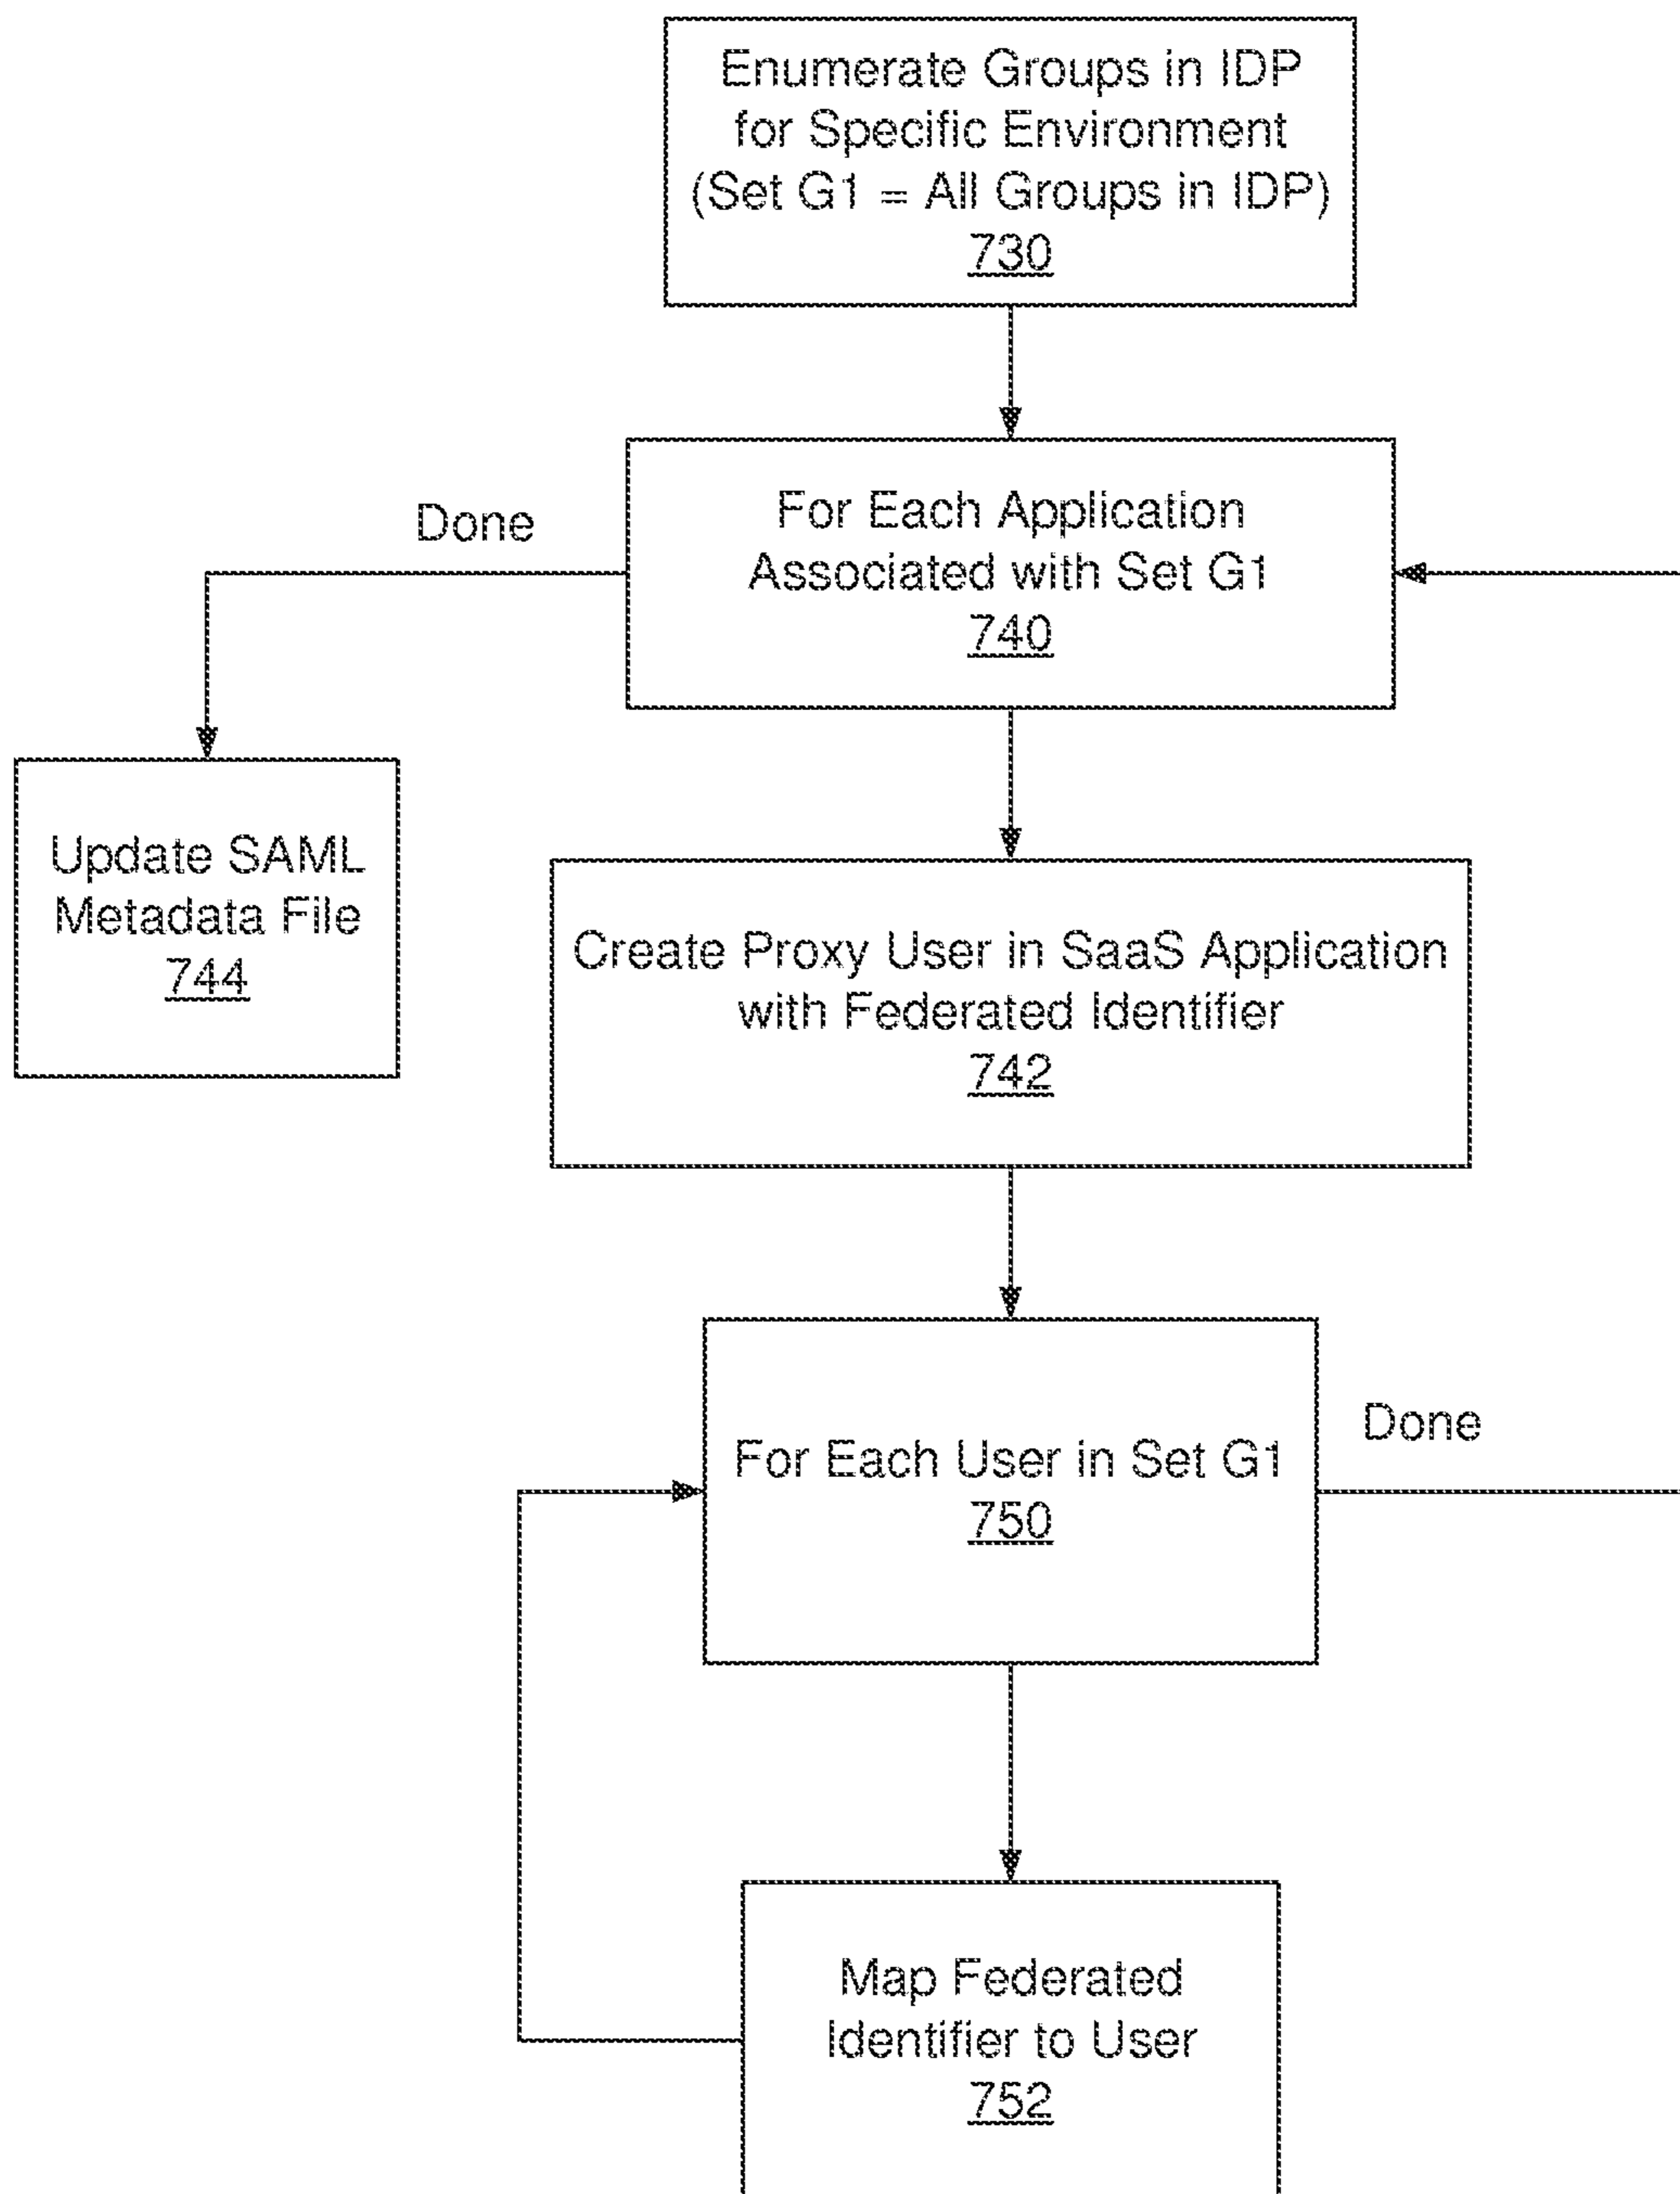 Enumerate Groups in IDP
for Specific Environment
(Set G1 = All Groups in IDP)
730
Done
For Each Application
Associated with Set G1
740
Update SAML
Metadata File
744
Create Proxy User in SaaS Application
with Federated Identifier
742
For Each User in Set G1
750
Done
Map Federated
Identifier to User
752